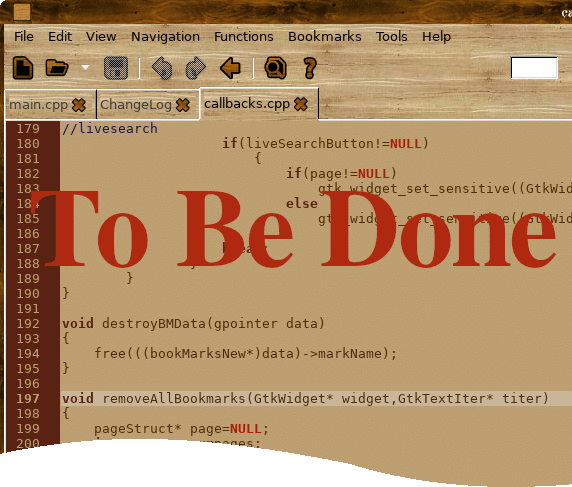 File Edit View Navigation Functions Bookmarks Tools Help
main.cpp ChangeLog callbacks.cpp
179 //livesearch
180 if(liveSearchButton!=NULL)
181 {
182 if(page!=NULL)
183 gtk_widget_set_sensitive((GtkWid
184 else
185 gtk_widget_set_sensitive((GtkWid
To Be Done
186
187 break
188
189 }
190 }
191
192 void destroyBMData(gpointer data)
193 {
194 free(((bookMarksNew*)data)->markName);
195 }
196
197 void removeAllBookmarks(GtkWidget* widget,GtkTextIter* titer)
198 {
199 pageStruct* page=NULL;
200